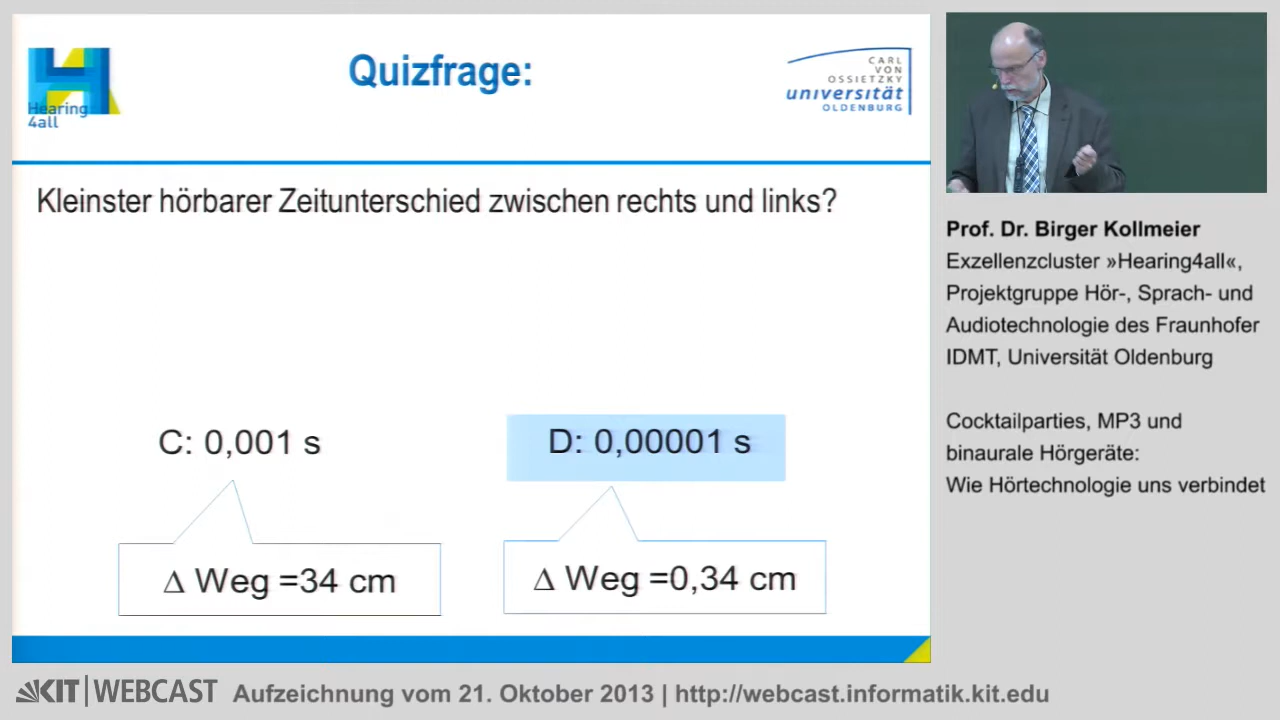 Quizfrage:
Hearing
4all
CARL
VON
OSSIETZKY
universität
OLDENBURG
Kleinster hörbarer Zeitunterschied zwischen rechts und links?
C: 0,001 s
D: 0,00001 s
Δ Weg =34 cm
Δ Weg =0,34 cm
Prof. Dr. Birger Kollmeier
Exzellenzcluster »Hearing4all«,
Projektgruppe Hör-, Sprach- und
Audiotechnologie des Fraunhofer
IDMT, Universität Oldenburg
Cocktailparties, MP3 und
binaurale Hörgeräte:
Wie Hörtechnologie uns verbindet
KIT | WEBCAST Aufzeichnung vom 21. Oktober 2013 | http://webcast.informatik.kit.edu